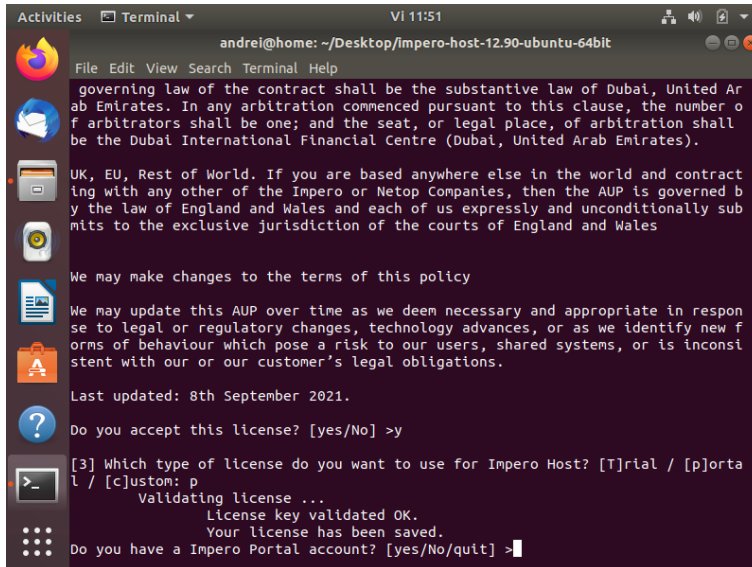 Activities Terminal Vi 11:51
andrei@home: ~/Desktop/impero-host-12.90-ubuntu-64bit
File Edit View Search Terminal Help
governing law of the contract shall be the substantive law of Dubai, United Ar
ab Emirates. In any arbitration commenced pursuant to this clause, the number o
f arbitrators shall be one; and the seat, or legal place, of arbitration shall
be the Dubai International Financial Centre (Dubai, United Arab Emirates).
UK, EU, Rest of World. If you are based anywhere else in the world and contract
ing with any other of the Impero or Netop Companies, then the AUP is governed b
y the law of England and Wales and each of us expressly and unconditionally sub
mits to the exclusive jurisdiction of the courts of England and Wales
We may make changes to the terms of this policy
We may update this AUP over time as we deem necessary and appropriate in respon
se to legal or regulatory changes, technology advances, or as we identify new f
orms of behaviour which pose a risk to our users, shared systems, or is inconsi
stent with our or our customer’s legal obligations.
Last updated: 8th September 2021.
Do you accept this license? [yes/No] >y
[3] Which type of license do you want to use for Impero Host? [T]rial / [p]orta
l / [c]ustom: p
Validating license ...
License key validated OK.
Your license has been saved.
Do you have a Impero Portal account? [yes/No/quit] >